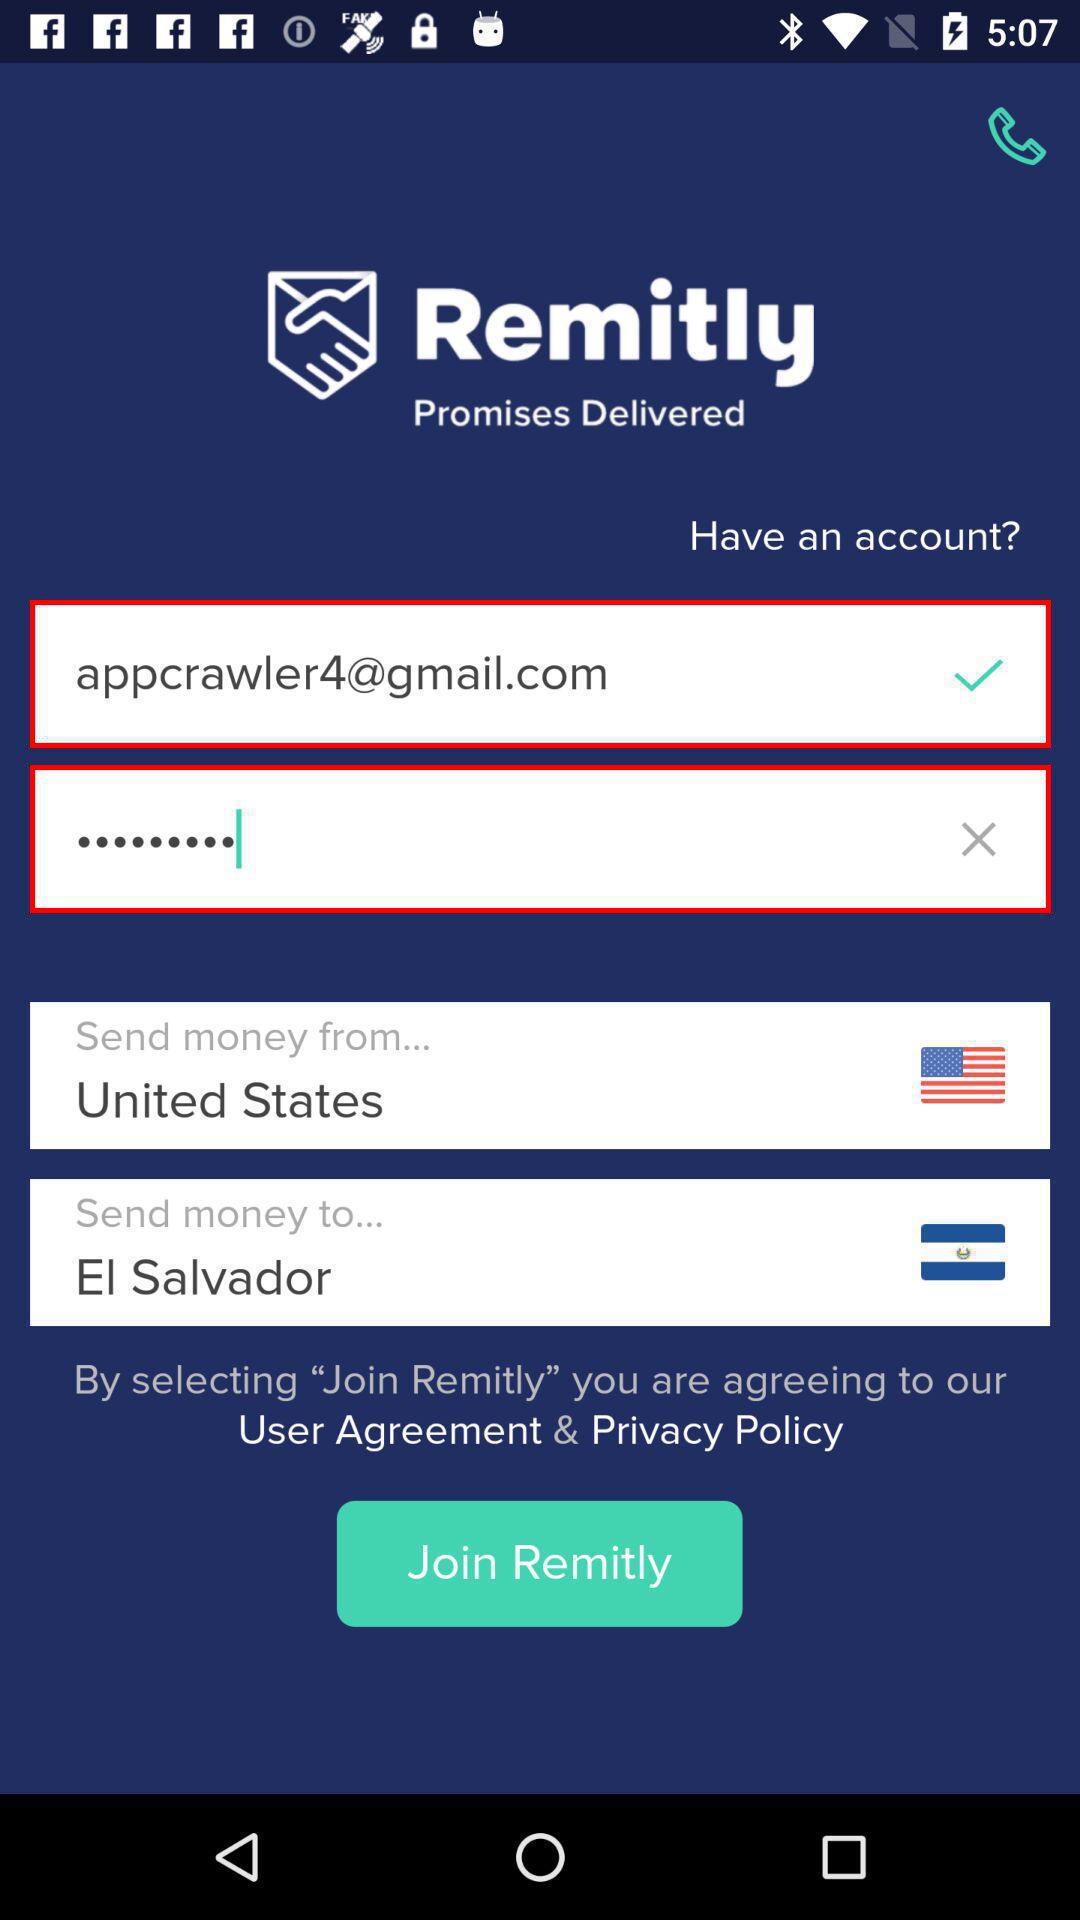 FAKE
5:07
Remitly
Promises Delivered
Have an account?
appcrawler4@gmail.com
•••••••••
Send money from...
United States
Send money to...
El Salvador
By selecting “Join Remitly” you are agreeing to our
User Agreement & Privacy Policy
Join Remitly